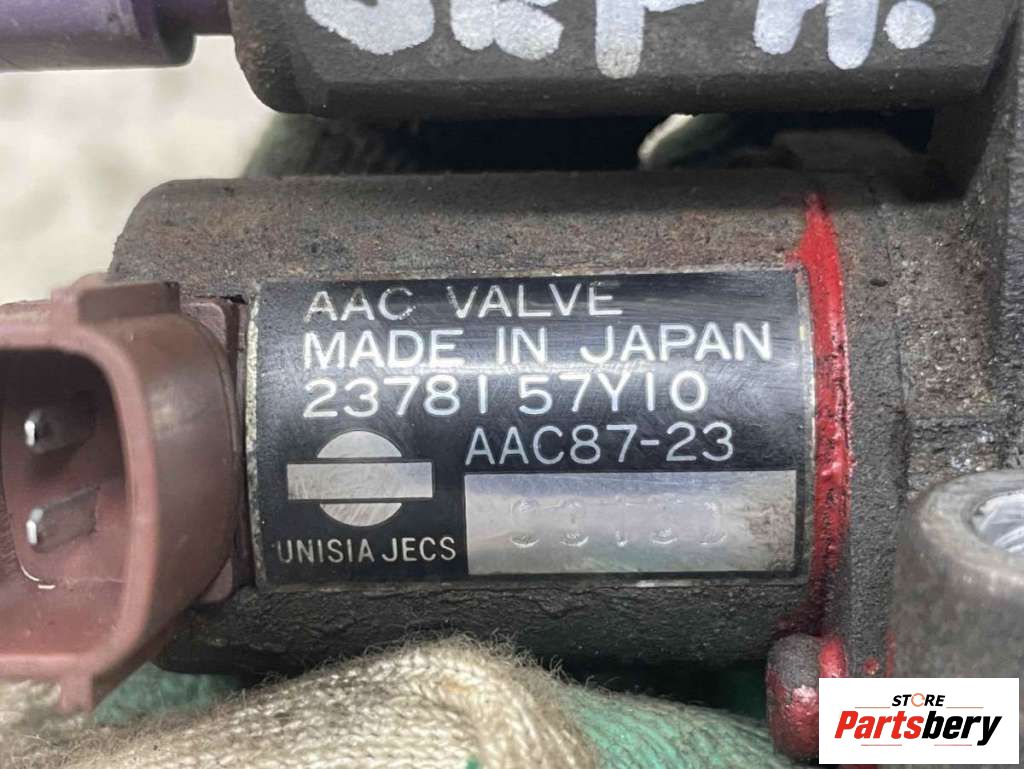 AAC VALVE
MADE IN JAPAN
23781 57Y10
AAC87-23
UNISIA JECS
STORE
Partsbery